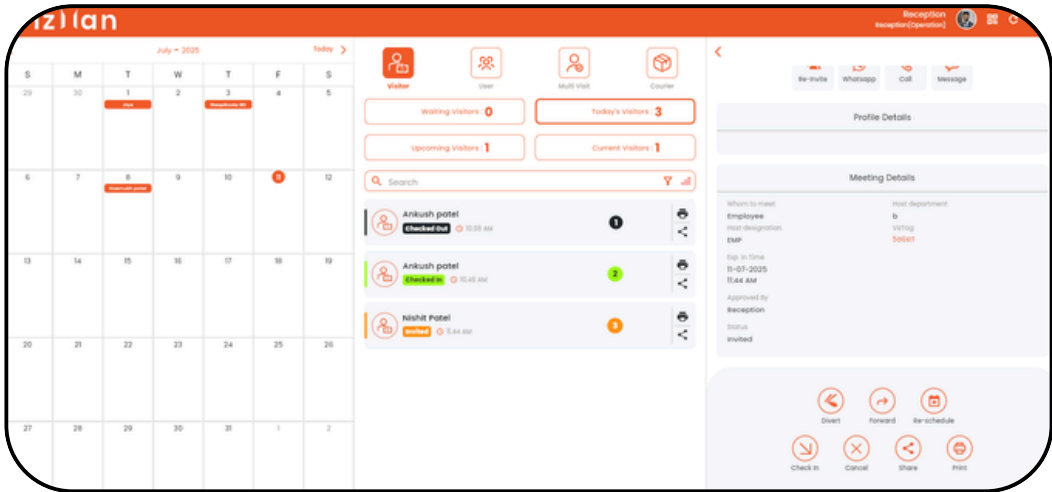 Reception
Reception(Operation)
July - 2025
Today
S M T W T F S
29 30 1 2 3 4 5
6 7 8 9 10 11 12
13 14 15 16 17 18 19
20 21 22 23 24 25 26
27 28 29 30 31 1 2
Visitor
User
Multi Visit
Courier
Waiting Visitors : 0
Today's Visitors : 3
Upcoming Visitors : 1
Current Visitors : 1
Search
Ankush patel
Checked Out 10.08 AM
1
Ankush patel
Checked In 10.46 AM
2
Nishit Patel
Invited 11.44 AM
3
Re-Invite
Whatsapp
Call
Message
Profile Details
Meeting Details
Whom to meet
Employee
Host department
b
Host designation
EMP
VizTag
Exp. In Time
11-07-2025
11:44 AM
Approved By
Reception
Status
Invited
Divert
Forward
Re-schedule
Check In
Cancel
Share
Print